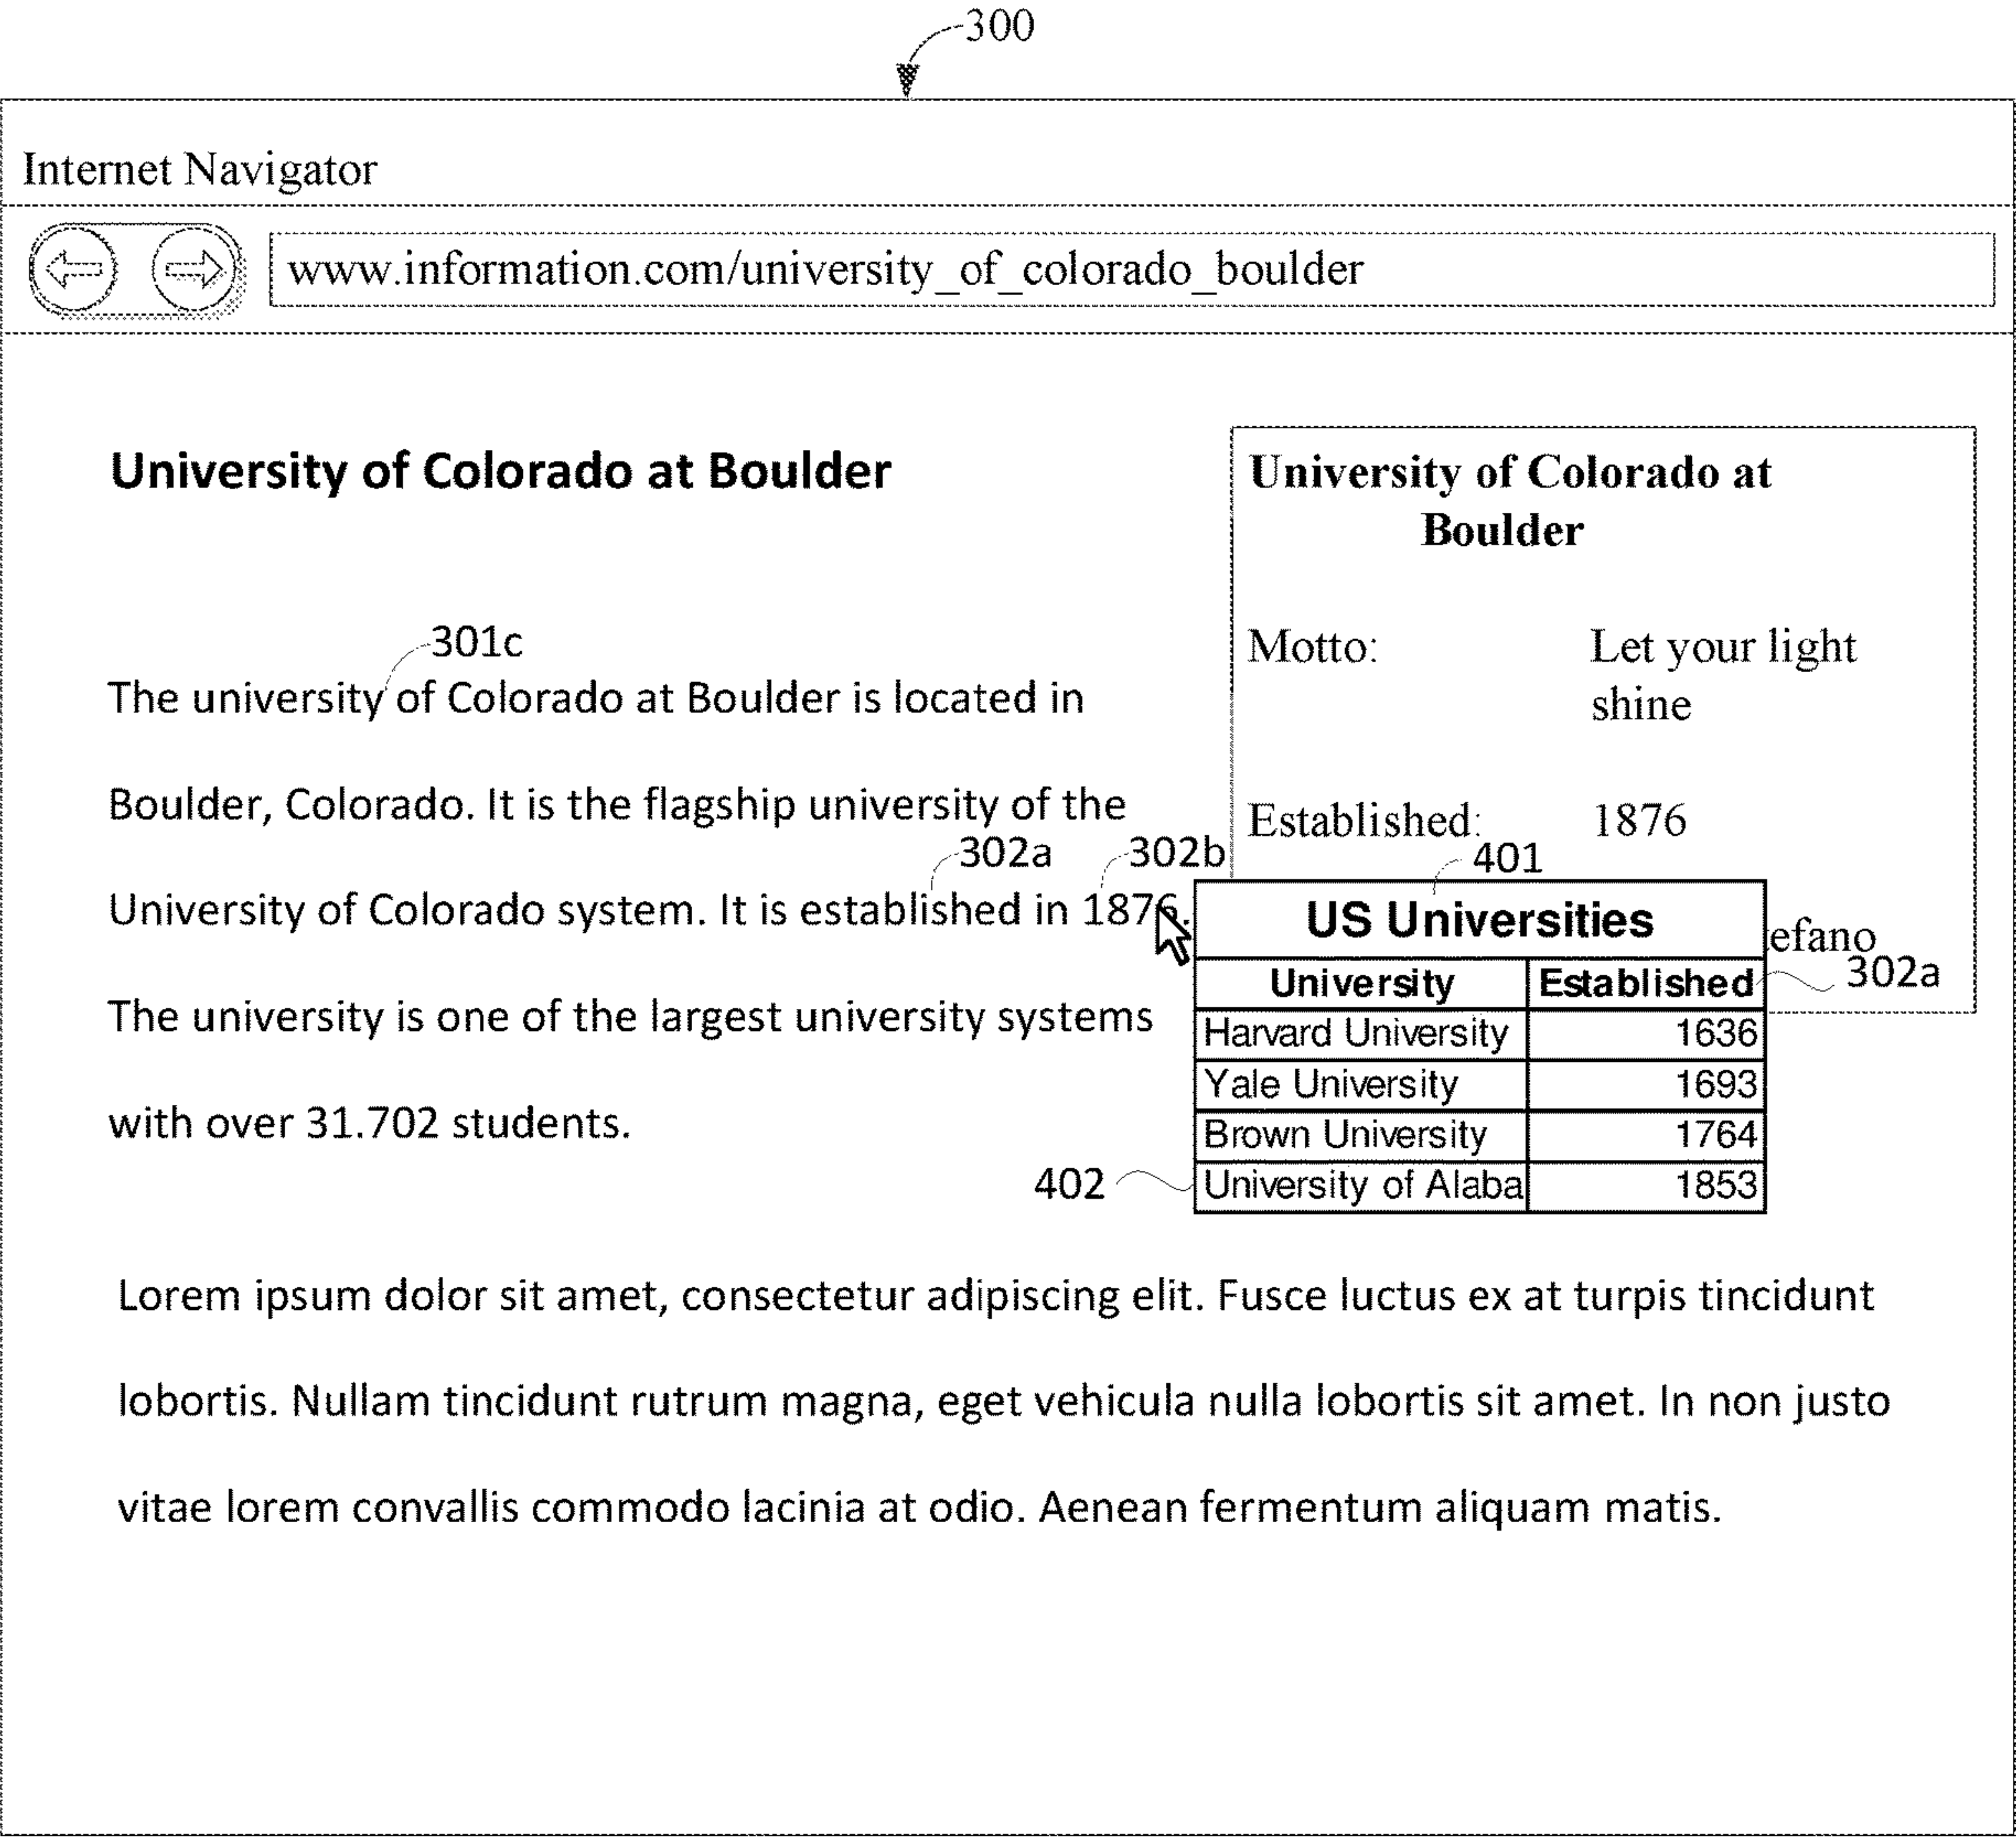 300
Internet Navigator
www.information.com/university_of_colorado_boulder
University of Colorado at Boulder
301c
The university of Colorado at Boulder is located in
Boulder, Colorado. It is the flagship university of the
302a 302b
University of Colorado system. It is established in 1876.
The university is one of the largest university systems
with over 31.702 students.
University of Colorado at
Boulder
Motto: Let your light
shine
Established: 1876
401
efano
US Universities
University Established 302a
Harvard University 1636
Yale University 1693
Brown University 1764
402 University of Alaba 1853
Lorem ipsum dolor sit amet, consectetur adipiscing elit. Fusce luctus ex at turpis tincidunt
lobortis. Nullam tincidunt rutrum magna, eget vehicula nulla lobortis sit amet. In non justo
vitae lorem convallis commodo lacinia at odio. Aenean fermentum aliquam matis.